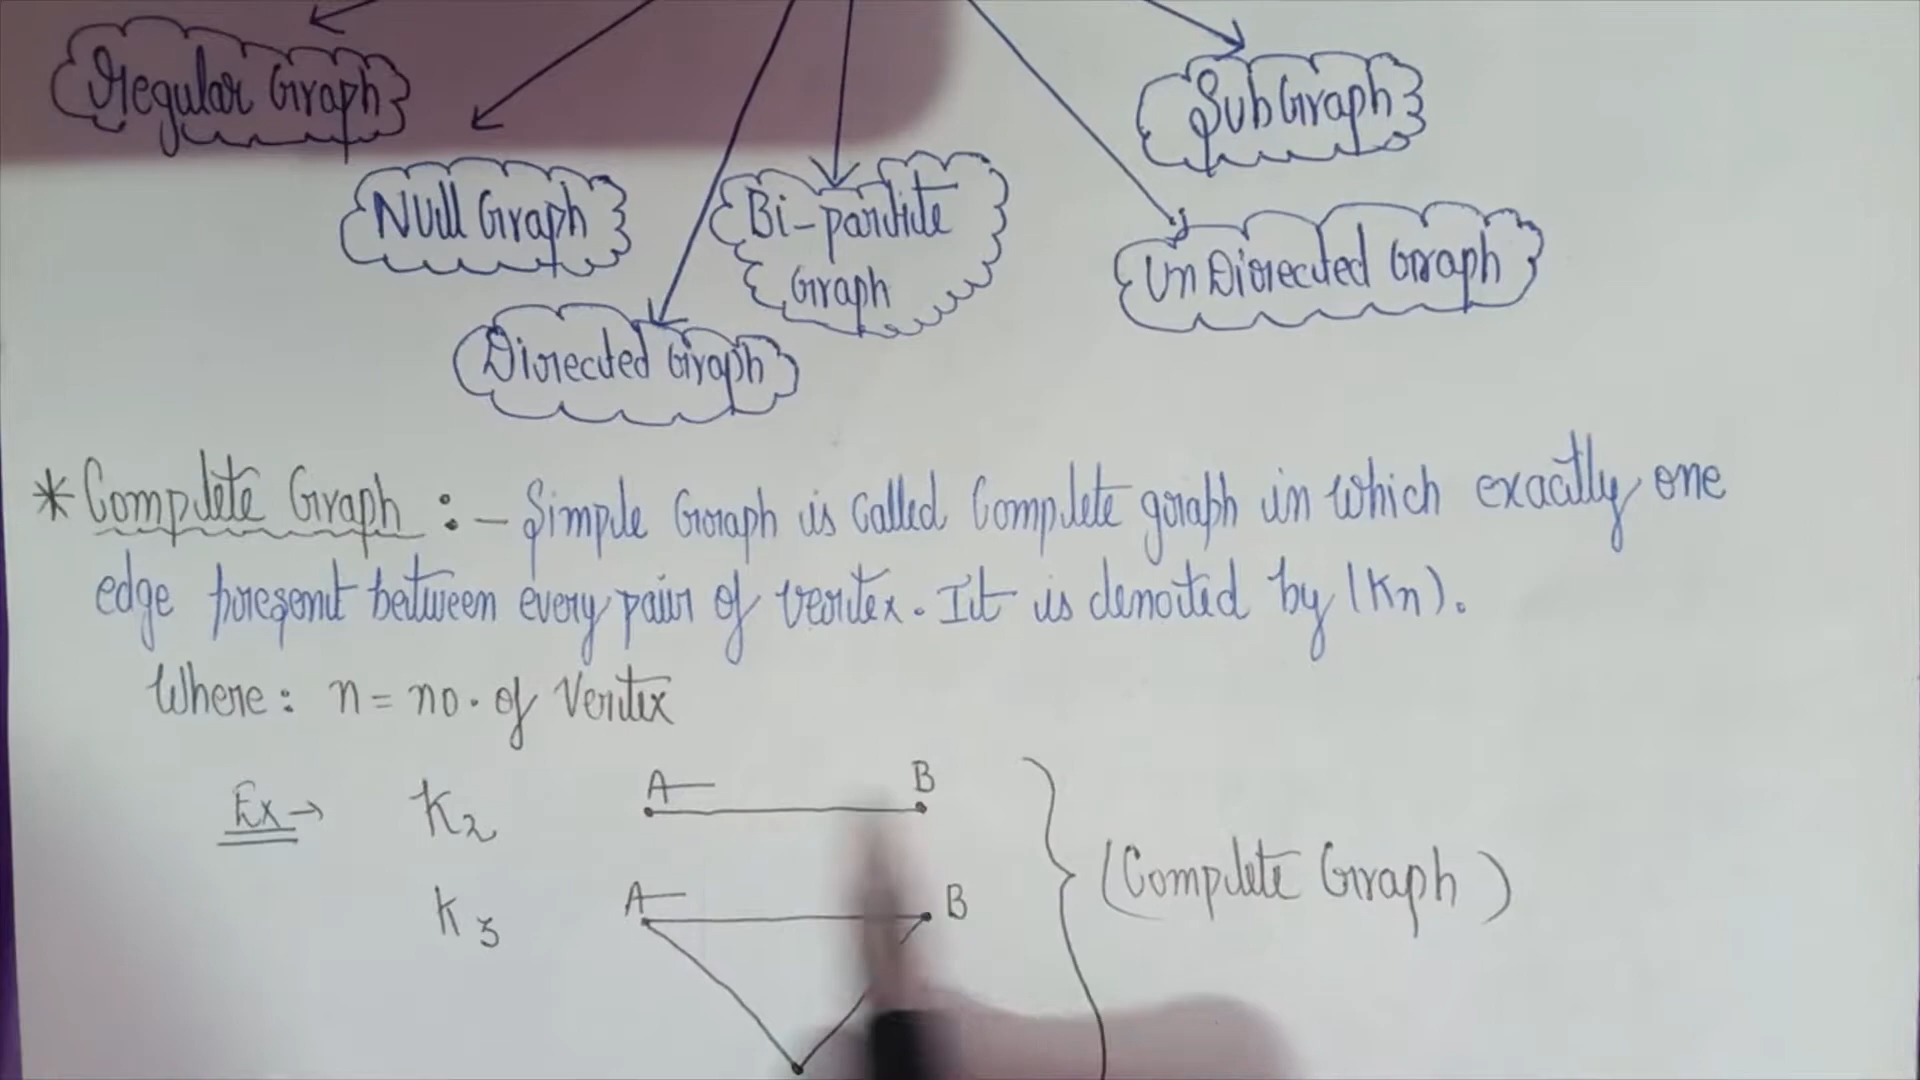 Regular Graph
Sub Graph
Null Graph
Bi-partite
Graph
Un Directed Graph
Directed Graph
* Complete Graph :- Simple Graph is called Complete graph in which exactly one
edge present between every pair of vertex. It is denoted by (Kn).
Where: n = no. of Vertex
Ex→ K2 A B
K3 A B
(Complete Graph)